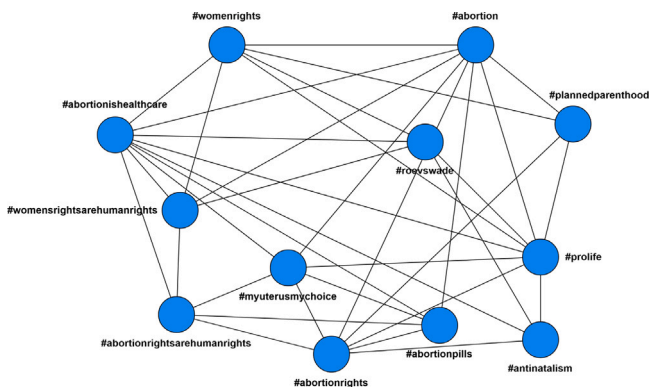 #womenrights
#abortion
#plannedparenthood
#abortionishealthcare
#roevswade
#womensrightsarehumanrights
#prolife
#myuterusmychoice
#abortionrightsarehumanrights
#abortionpills
#antinatalism
#abortionrights